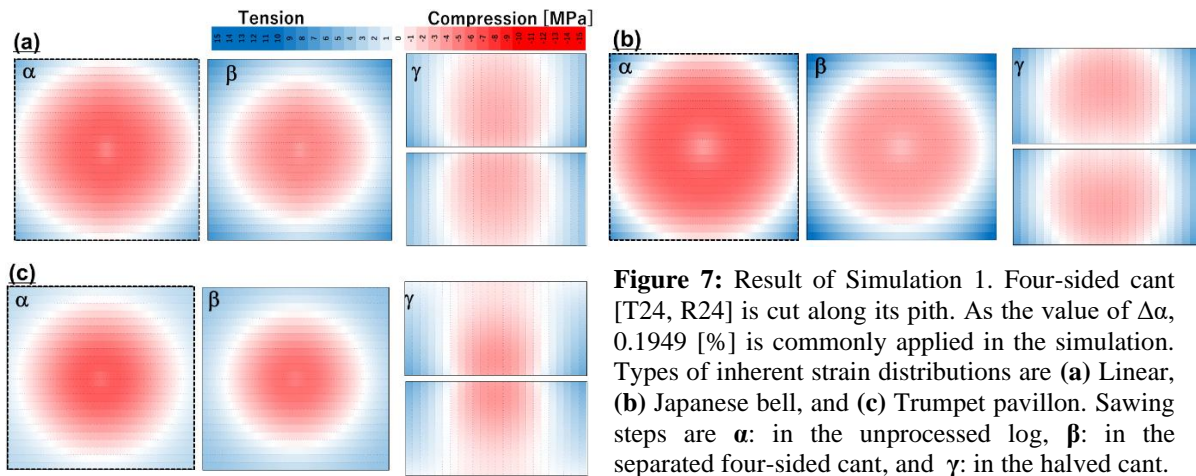 Tension Compression [MPa]
15 14 13 12 11 10 9 8 7 6 5 4 3 2 1 0 -1 -2 -3 -4 -5 -6 -7 -8 -9 -10 -11 -12 -13 -14 -15
(a)
α β γ
(b)
α β γ
(c)
α β γ
Figure 7: Result of Simulation 1. Four-sided cant
[T24, R24] is cut along its pith. As the value of Δα,
0.1949 [%] is commonly applied in the simulation.
Types of inherent strain distributions are (a) Linear,
(b) Japanese bell, and (c) Trumpet pavillon. Sawing
steps are α: in the unprocessed log, β: in the
separated four-sided cant, and γ: in the halved cant.